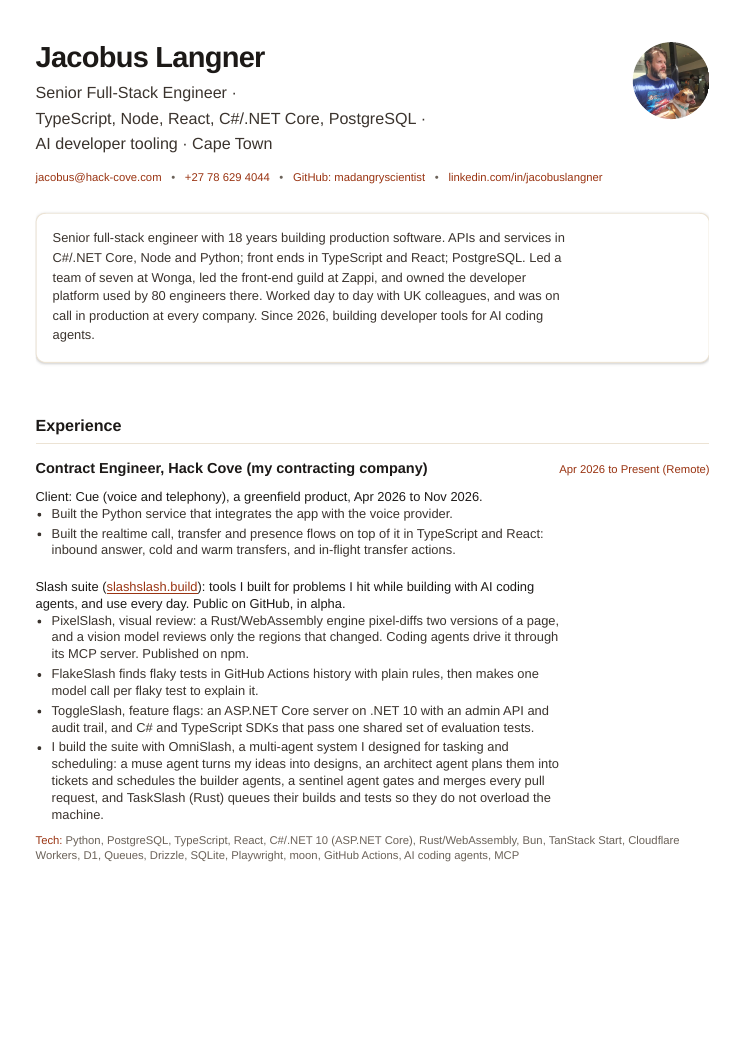 Jacobus Langner
Senior Full-Stack Engineer ·
TypeScript, Node, React, C#/.NET Core, PostgreSQL ·
AI developer tooling · Cape Town
jacobus@hack-cove.com • +27 78 629 4044 • GitHub: madangryscientist • linkedin.com/in/jacobuslangner
Senior full-stack engineer with 18 years building production software. APIs and services in
C#/.NET Core, Node and Python; front ends in TypeScript and React; PostgreSQL. Led a
team of seven at Wonga, led the front-end guild at Zappi, and owned the developer
platform used by 80 engineers there. Worked day to day with UK colleagues, and was on
call in production at every company. Since 2026, building developer tools for AI coding
agents.
Experience
Contract Engineer, Hack Cove (my contracting company) Apr 2026 to Present (Remote)
Client: Cue (voice and telephony), a greenfield product, Apr 2026 to Nov 2026.
• Built the Python service that integrates the app with the voice provider.
• Built the realtime call, transfer and presence flows on top of it in TypeScript and React:
inbound answer, cold and warm transfers, and in-flight transfer actions.
Slash suite (slashslash.build): tools I built for problems I hit while building with AI coding
agents, and use every day. Public on GitHub, in alpha.
• PixelSlash, visual review: a Rust/WebAssembly engine pixel-diffs two versions of a page,
and a vision model reviews only the regions that changed. Coding agents drive it through
its MCP server. Published on npm.
• FlakeSlash finds flaky tests in GitHub Actions history with plain rules, then makes one
model call per flaky test to explain it.
• ToggleSlash, feature flags: an ASP.NET Core server on .NET 10 with an admin API and
audit trail, and C# and TypeScript SDKs that pass one shared set of evaluation tests.
• I build the suite with OmniSlash, a multi-agent system I designed for tasking and
scheduling: a muse agent turns my ideas into designs, an architect agent plans them into
tickets and schedules the builder agents, a sentinel agent gates and merges every pull
request, and TaskSlash (Rust) queues their builds and tests so they do not overload the
machine.
Tech: Python, PostgreSQL, TypeScript, React, C#/.NET 10 (ASP.NET Core), Rust/WebAssembly, Bun, TanStack Start, Cloudflare
Workers, D1, Queues, Drizzle, SQLite, Playwright, moon, GitHub Actions, AI coding agents, MCP